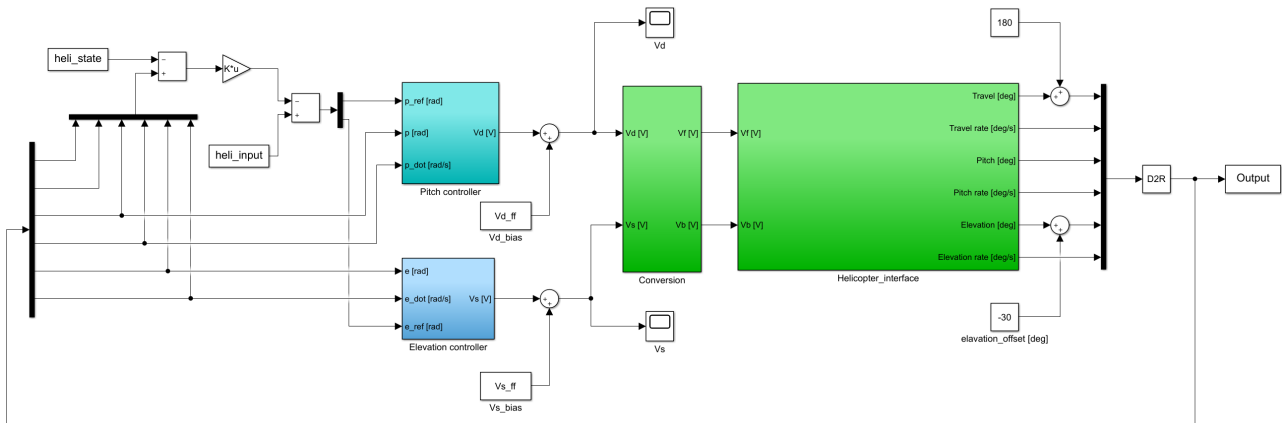 Vd
180
heli_state
K*u
heli_input
p_ref [rad]
p [rad]
p_dot [rad/s]
Vd [V]
Pitch controller
Vd_ff
Vd_bias
e [rad]
e_dot [rad/s]
e_ref [rad]
Vs [V]
Elevation controller
Vs_ff
Vs_bias
Vd [V]
Vs [V]
Vf [V]
Vb [V]
Conversion
Vs
Vf [V]
Vb [V]
Travel [deg]
Travel rate [deg/s]
Pitch [deg]
Pitch rate [deg/s]
Elevation [deg]
Elevation rate [deg/s]
Helicopter_interface
-30
elavation_offset [deg]
D2R
Output